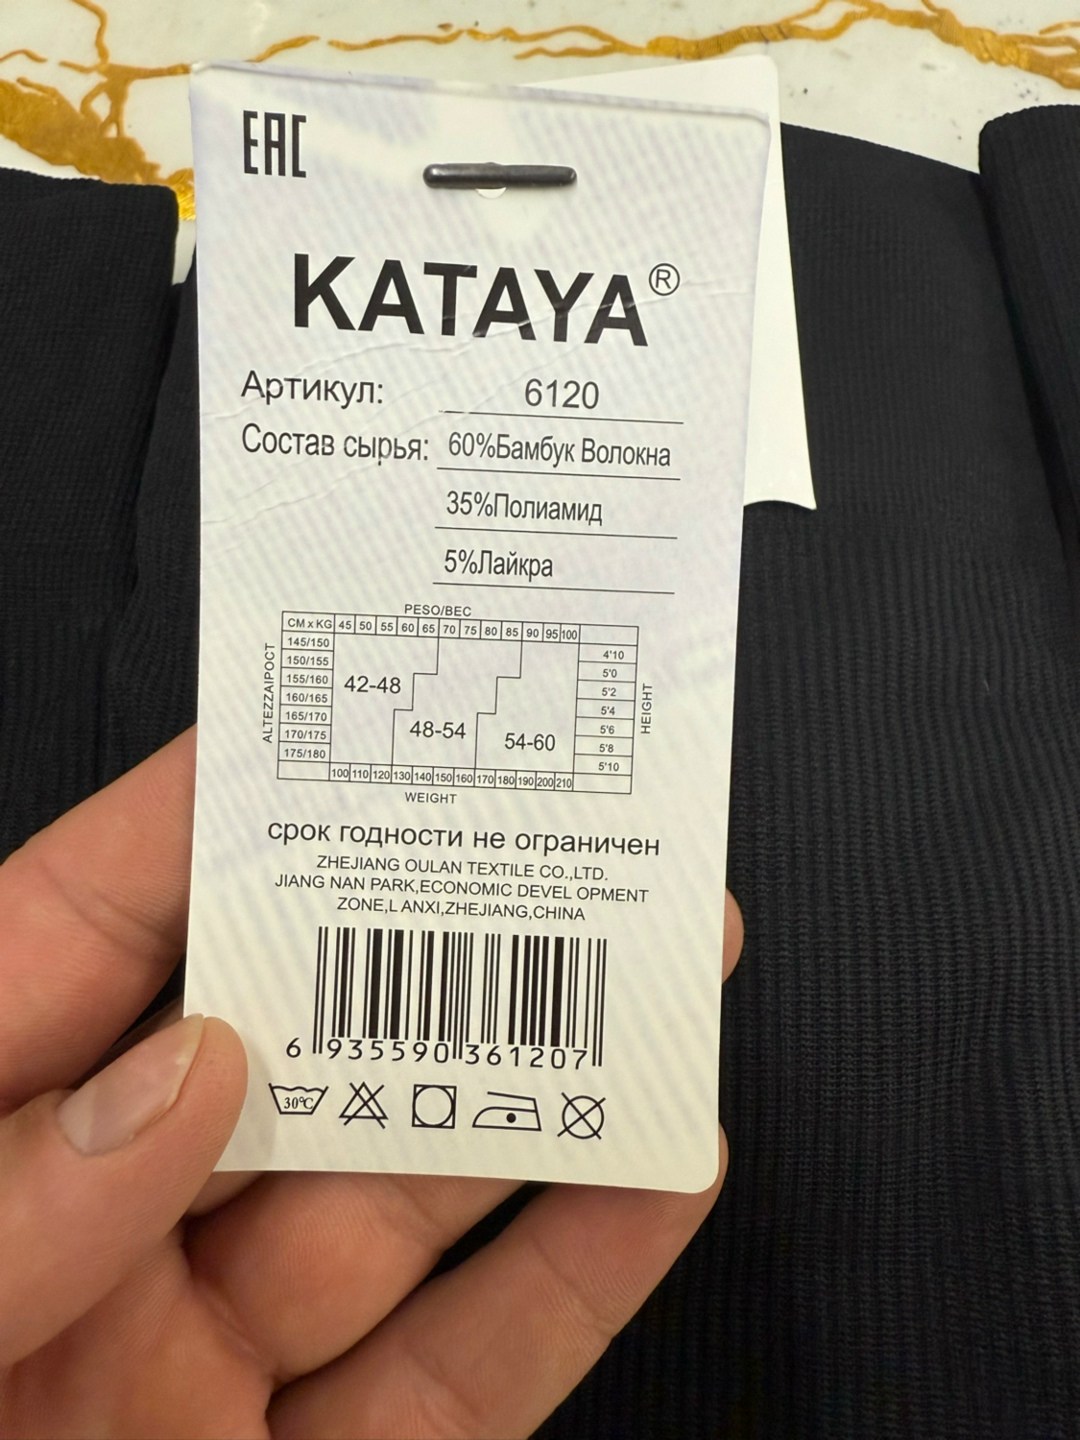 EAC
KATAYA®
Артикул: 6120
Состав сырья: 60%Бамбук Волокна
35%Полиамид
5%Лайкра
PESO/ВЕС
CM x KG 45 50 55 60 65 70 75 80 85 90 95 100
145/150
4'10
150/155
5'0
155/160
5'2
42-48
160/165
5'4
165/170
5'6
48-54
170/175
5'8
54-60
175/180
5'10
ALTEZZA\РОСТ
HEIGHT
100 110 120 130 140 150 160 170 180 190 200 210
WEIGHT
срок годности не ограничен
ZHEJIANG OULAN TEXTILE CO.,LTD.
JIANG NAN PARK,ECONOMIC DEVEL OPMENT
ZONE,L ANXI,ZHEJIANG,CHINA
6 935590 361207
30°C